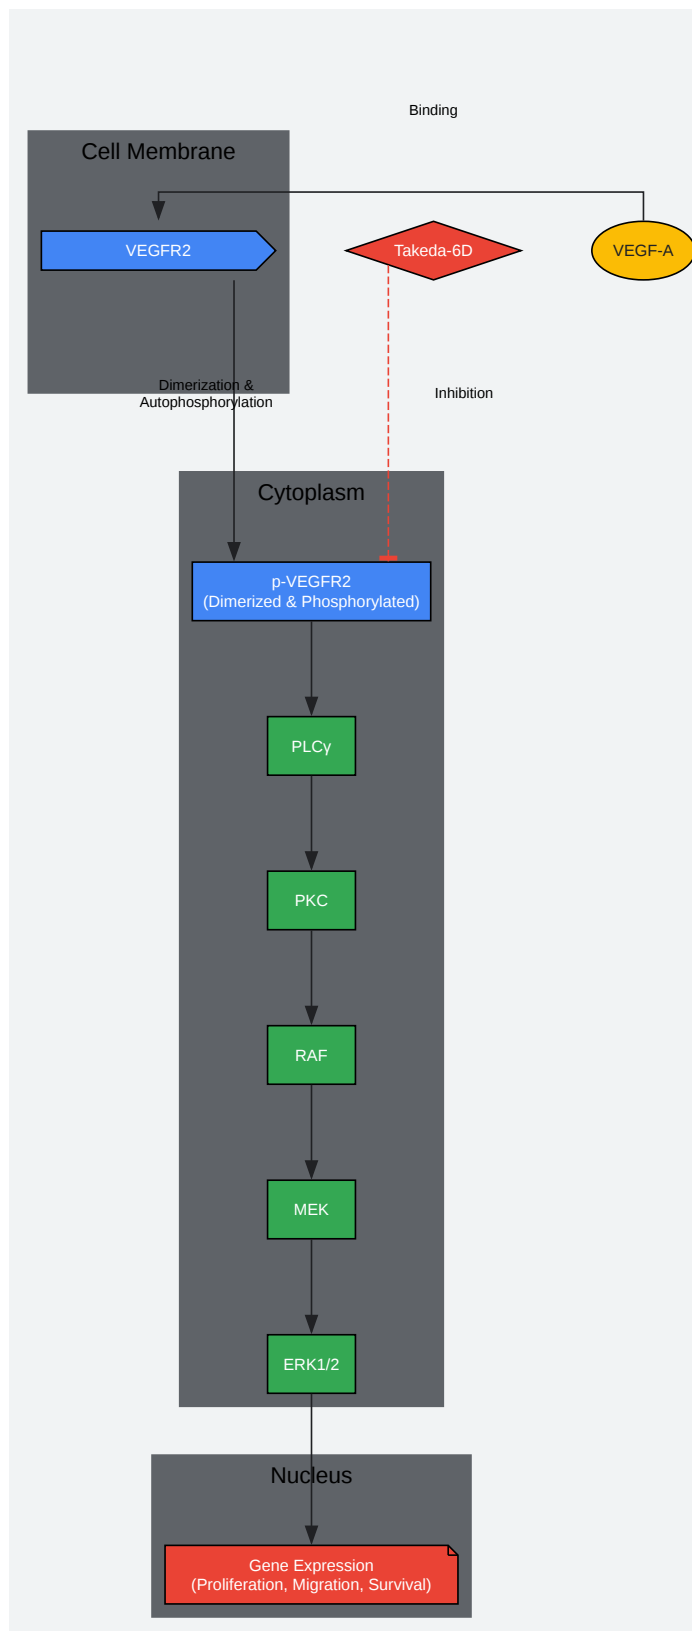 Binding
Cell Membrane
VEGFR2
Takeda-6D
VEGF-A
Dimerization &
Autophosphorylation
Inhibition
Cytoplasm
p-VEGFR2
(Dimerized & Phosphorylated)
PLCγ
PKC
RAF
MEK
ERK1/2
Nucleus
Gene Expression
(Proliferation, Migration, Survival)